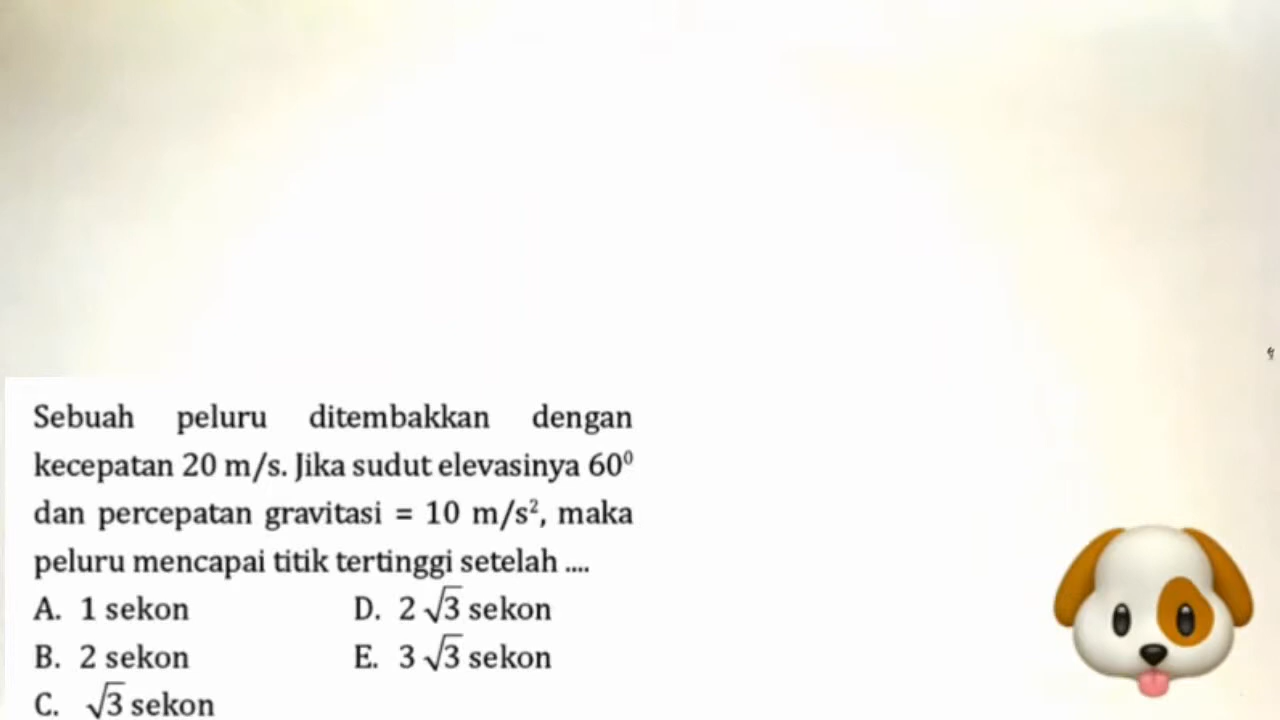 Sebuah peluru ditembakkan dengan
kecepatan 20 m/s. Jika sudut elevasinya 60⁰
dan percepatan gravitasi = 10 m/s², maka
peluru mencapai titik tertinggi setelah ....
A. 1 sekon D. 2 √3 sekon
B. 2 sekon E. 3 √3 sekon
C. √3 sekon